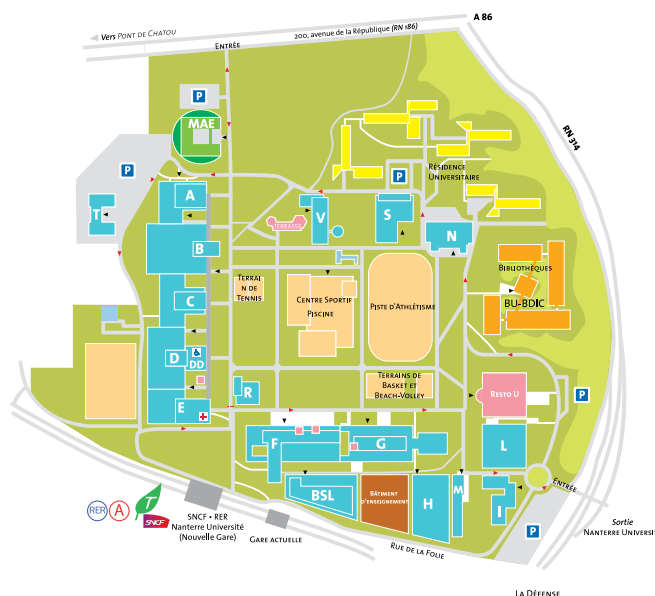 A 86
Vers PONT DE CHATOU
200, avenue de la République (RN 186)
ENTRÉE
P
MAE
RN 314
P
RÉSIDENCE
UNIVERSITAIRE
P
A
T
V
S
TERRASSE
N
B
BIBLIOTHÈQUES
TERRAI
N DE
TENNIS
CENTRE SPORTIF
PISCINE
PISTE D'ATHLÉTISME
BU-BDIC
C
D
DD
TERRAINS DE
BASKET ET
BEACH-VOLLEY
R
RESTO U
P
E
F
G
L
BSL
BÂTIMENT
D'ENSEIGNEMENT
H
M
I
ENTRÉE
RER
A
T
SNCF
SNCF • RER
NANTERRE UNIVERSITÉ
(NOUVELLE GARE)
GARE ACTUELLE
P
Sortie
NANTERRE UNIVERSI
RUE DE LA FOLIE
LA DÉFENSE